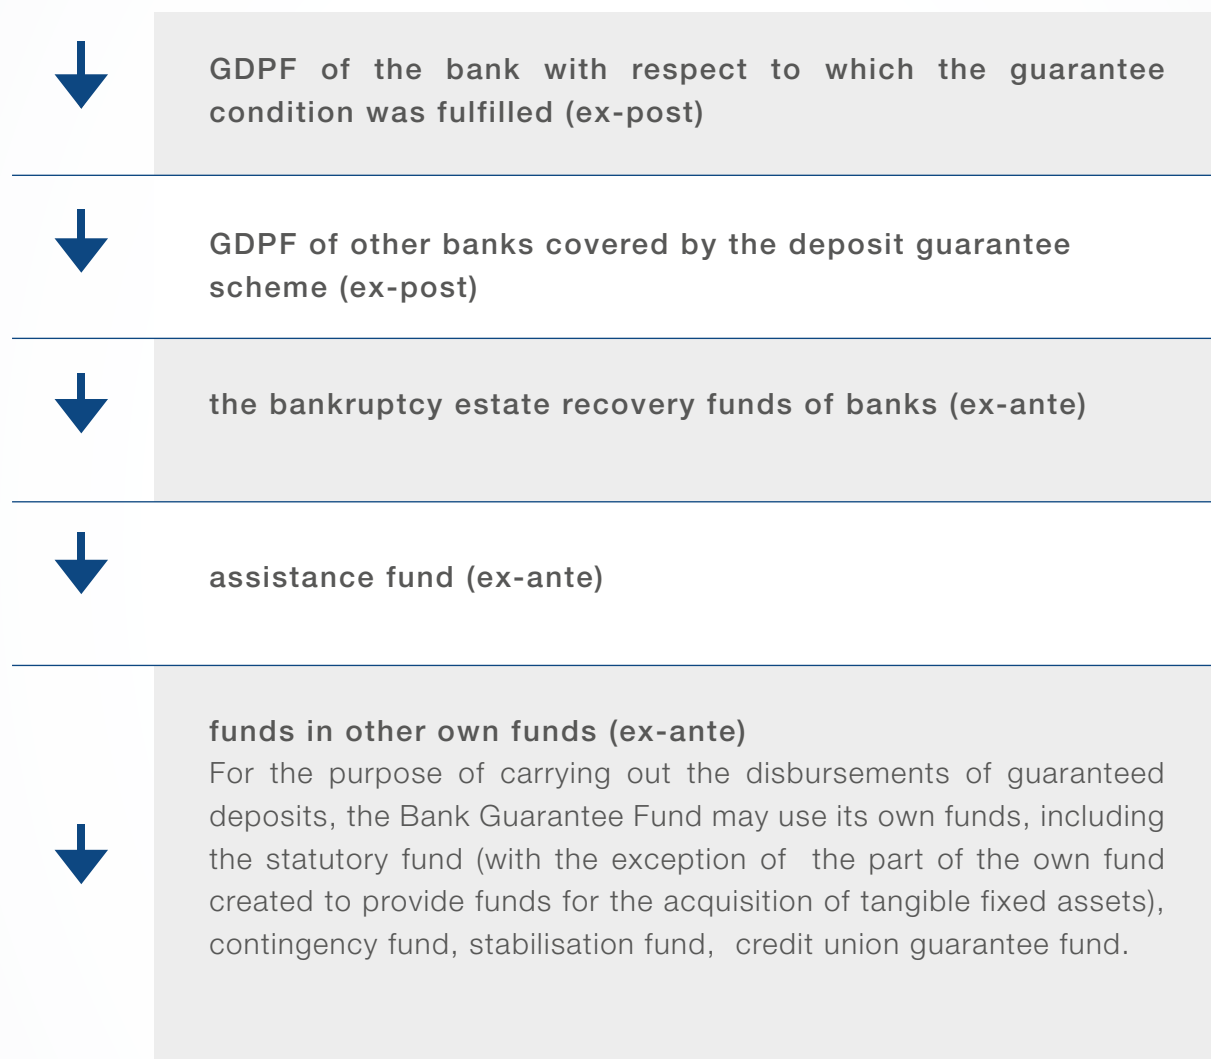 GDPF of the bank with respect to which the guarantee
condition was fulfilled (ex-post)
GDPF of other banks covered by the deposit guarantee
scheme (ex-post)
the bankruptcy estate recovery funds of banks (ex-ante)
assistance fund (ex-ante)
funds in other own funds (ex-ante)
For the purpose of carrying out the disbursements of guaranteed
deposits, the Bank Guarantee Fund may use its own funds, including
the statutory fund (with the exception of the part of the own fund
created to provide funds for the acquisition of tangible fixed assets),
contingency fund, stabilisation fund, credit union guarantee fund.